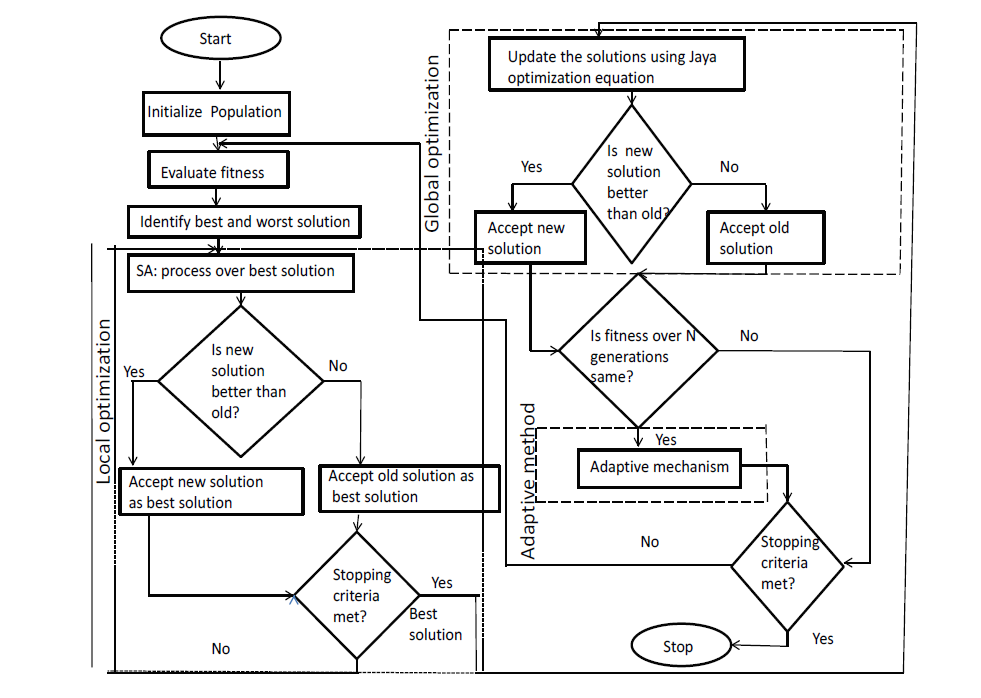 Start
Initialize Population
Evaluate fitness
Identify best and worst solution
Local optimization
SA: process over best solution
Is new
solution
better than
old?
Yes
No
Accept new solution
as best solution
Accept old solution as
best solution
Stopping
criteria
met?
Yes
Best
solution
No
Global optimization
Update the solutions using Jaya
optimization equation
Is new
solution
better
than old?
Yes
No
Accept new
solution
Accept old
solution
Is fitness over N
generations
same?
No
Yes
Adaptive method
Adaptive mechanism
Stopping
criteria
met?
No
Yes
Stop